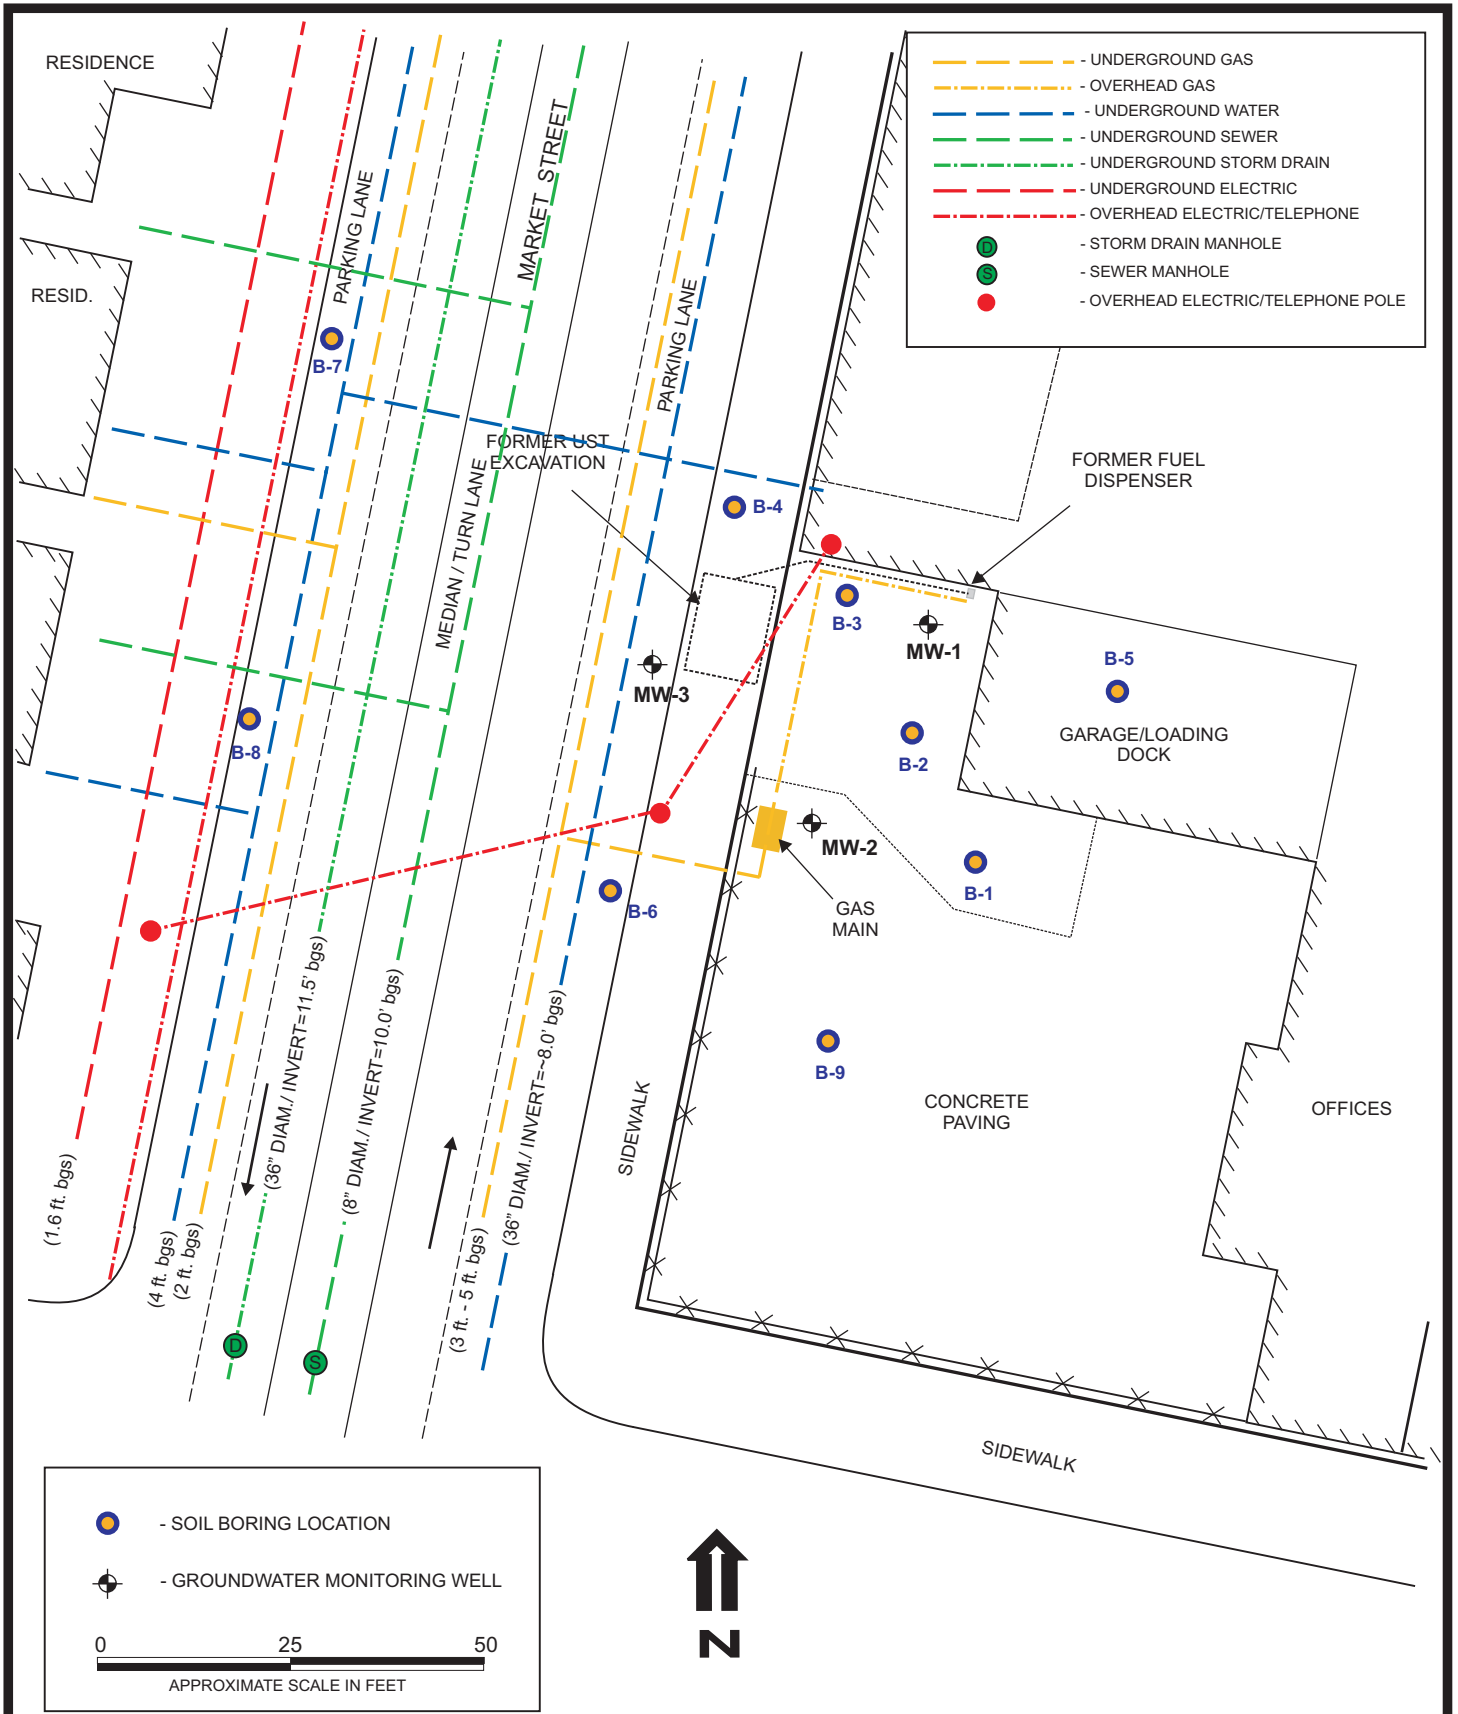 RESIDENCE
- UNDERGROUND GAS
- OVERHEAD GAS
- UNDERGROUND WATER
- UNDERGROUND SEWER
- UNDERGROUND STORM DRAIN
- UNDERGROUND ELECTRIC
- OVERHEAD ELECTRIC/TELEPHONE
D
- STORM DRAIN MANHOLE
S
- SEWER MANHOLE
- OVERHEAD ELECTRIC/TELEPHONE POLE
MARKET STREET
PARKING LANE
PARKING LANE
RESID.
B-7
FORMER UST
EXCAVATION
FORMER FUEL
DISPENSER
B-4
MEDIAN / TURN LANE
B-3
MW-1
B-5
MW-3
GARAGE/LOADING
DOCK
B-2
B-8
MW-2
B-1
GAS
MAIN
B-6
B-9
CONCRETE
PAVING
OFFICES
SIDEWALK
(1.6 ft. bgs)
(4 ft. bgs)
(2 ft. bgs)
(36” DIAM./ INVERT=11.5’ bgs)
(8” DIAM./ INVERT=10.0’ bgs)
(3 ft. - 5 ft. bgs)
(36” DIAM./ INVERT=~8.0’ bgs)
D
S
SIDEWALK
- SOIL BORING LOCATION
- GROUNDWATER MONITORING WELL
0 25 50
APPROXIMATE SCALE IN FEET
N